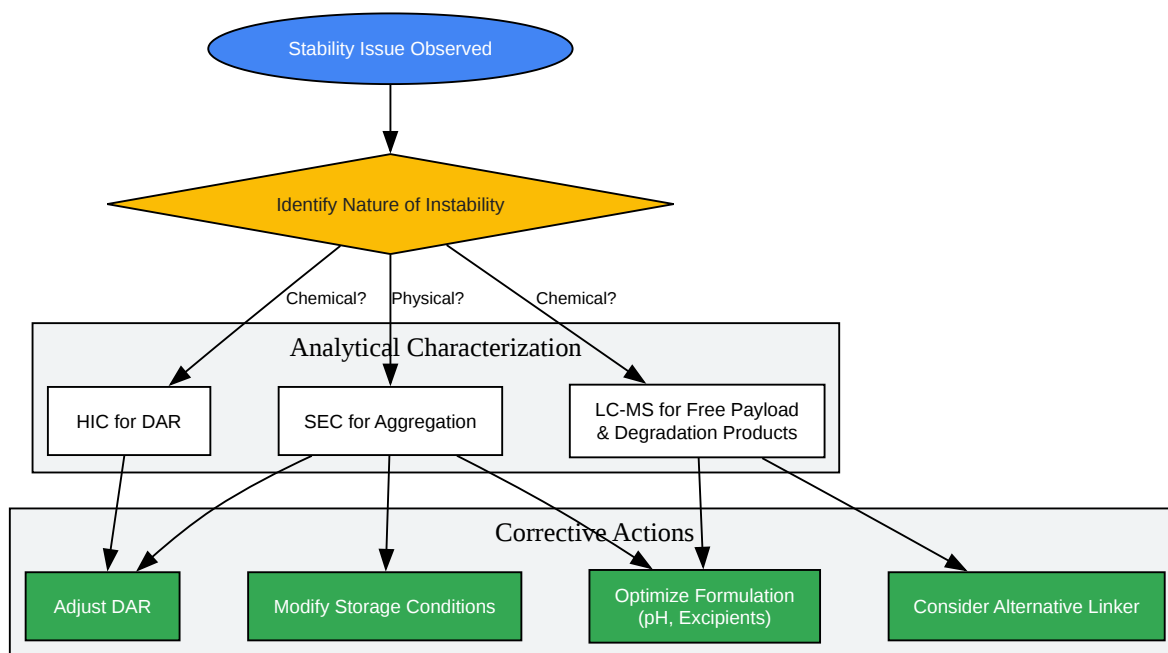 Stability Issue Observed
Identify Nature of Instability
Chemical?
Physical?
Chemical?
Analytical Characterization
HIC for DAR
SEC for Aggregation
LC-MS for Free Payload
& Degradation Products
Corrective Actions
Adjust DAR
Modify Storage Conditions
Optimize Formulation
(pH, Excipients)
Consider Alternative Linker